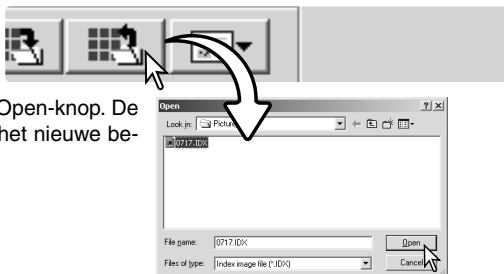 Open-knop. De
het nieuwe be-
Open
Look in: Picture
0717.IDX
File name: 0717.IDX
Open
Files of type: Index image file (*.IDX)
Cancel